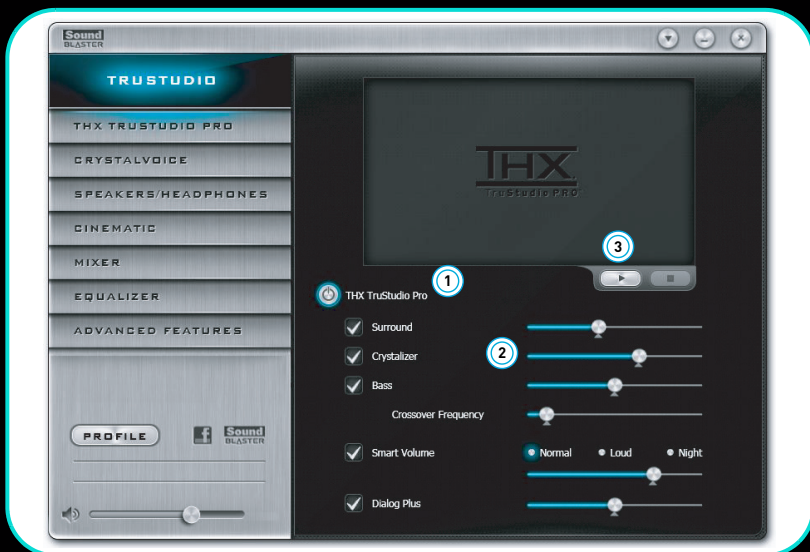 Sound
BLASTER
TRUSTUDIO
THX TRUSTUDIO PRO
CRYSTALVOICE
SPEAKERS/HEADPHONES
CINEMATIC
MIXER
EQUALIZER
ADVANCED FEATURES
PROFILE
f
Sound
BLASTER
THX
TruStudio PRO
3
1
THX TruStudio Pro
Surround
2
Crystalizer
Bass
Crossover Frequency
Smart Volume
Normal
Loud
Night
Dialog Plus